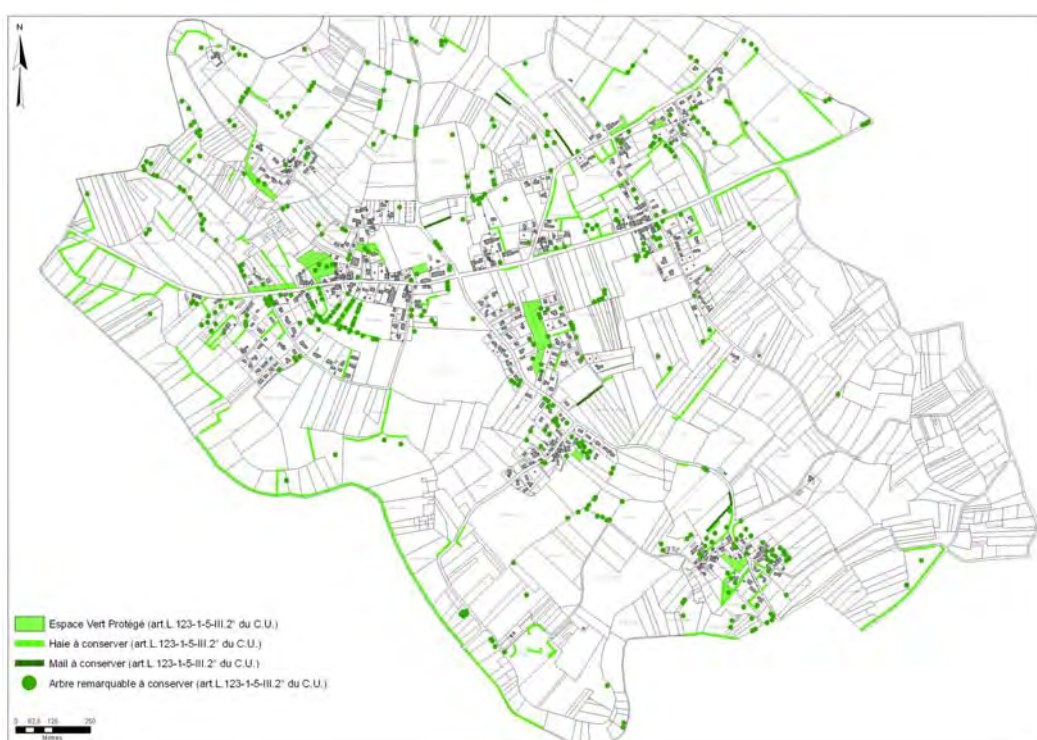 N
Espace Vert Protégé (art.L.123-1-5-III.2° du C.U.)
Haie à conserver (art.L.123-1-5-III.2° du C.U.)
Mail à conserver (art.L.123-1-5-III.2° du C.U.)
Arbre remarquable à conserver (art.L.123-1-5-III.2° du C.U.)
0 62,5 125 250
Mètres